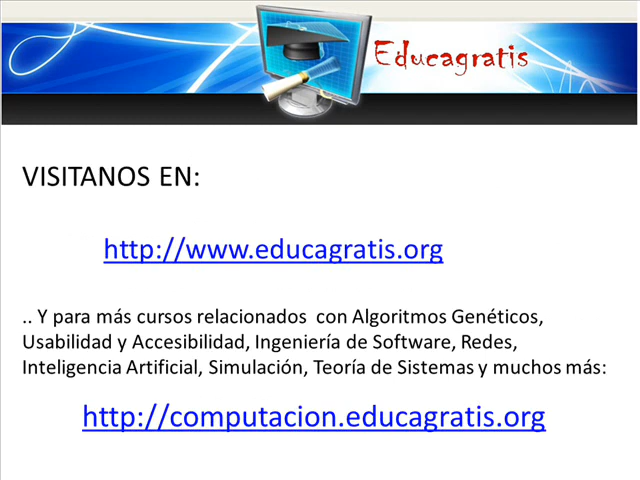 Educagratis
VISITANOS EN:
http://www.educagratis.org
.. Y para más cursos relacionados con Algoritmos Genéticos,
Usabilidad y Accesibilidad, Ingeniería de Software, Redes,
Inteligencia Artificial, Simulación, Teoría de Sistemas y muchos más:
http://computacion.educagratis.org